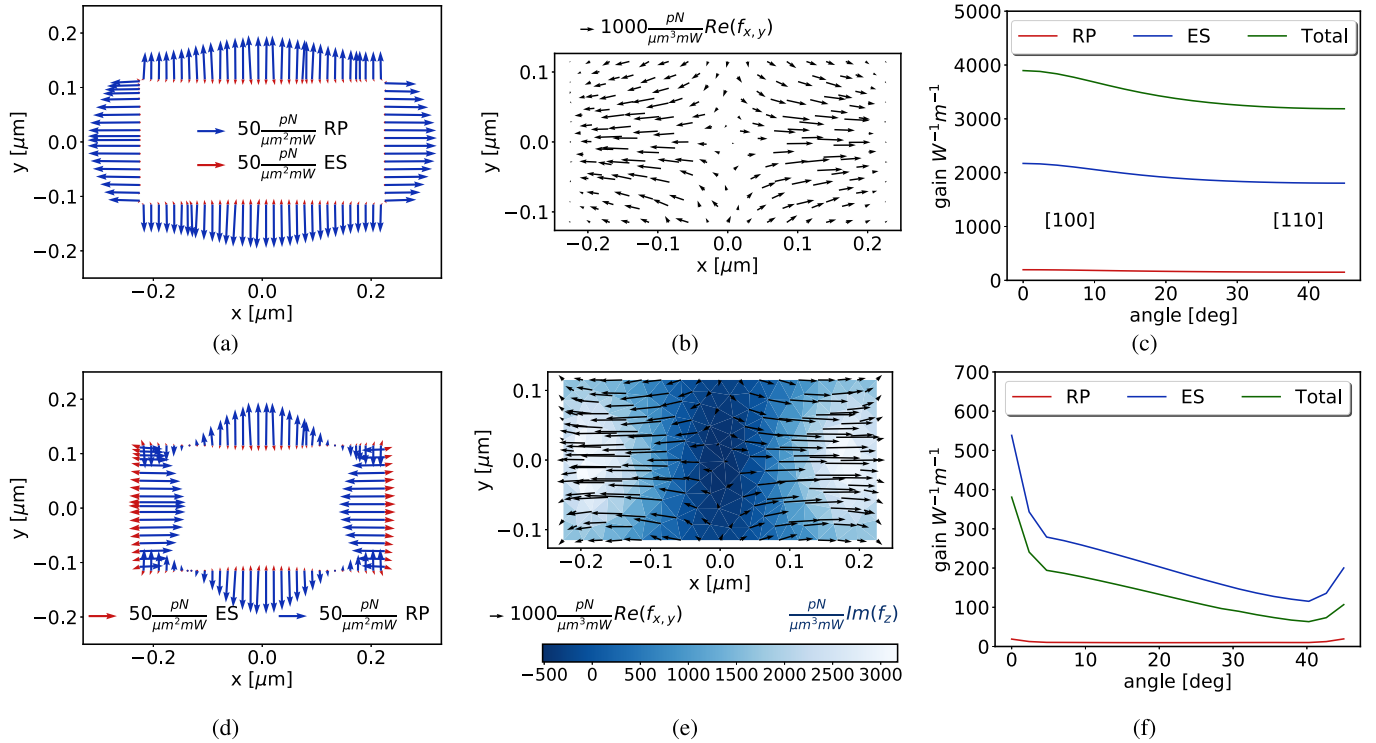 0.2
0.1
0.0
−0.1
−0.2
y [μm]
50 pN/μm²mW RP
50 pN/μm²mW ES
−0.2 0.0 0.2
x [μm]
(a)
1000 pN/μm³mW Re(f_{x,y})
0.1
0.0
−0.1
y [μm]
−0.2 −0.1 0.0 0.1 0.2
x [μm]
(b)
5000
4000
3000
2000
1000
0
gain W⁻¹m⁻¹
RP ES Total
[100] [110]
0 10 20 30 40
angle [deg]
(c)
0.2
0.1
0.0
−0.1
−0.2
y [μm]
50 pN/μm²mW ES 50 pN/μm²mW RP
−0.2 0.0 0.2
x [μm]
(d)
0.1
0.0
−0.1
y [μm]
−0.2 −0.1 0.0 0.1 0.2
x [μm]
1000 pN/μm³mW Re(f_{x,y}) pN/μm³mW Im(f_z)
−500 0 500 1000 1500 2000 2500 3000
(e)
700
600
500
400
300
200
100
0
gain W⁻¹m⁻¹
RP ES Total
0 10 20 30 40
angle [deg]
(f)